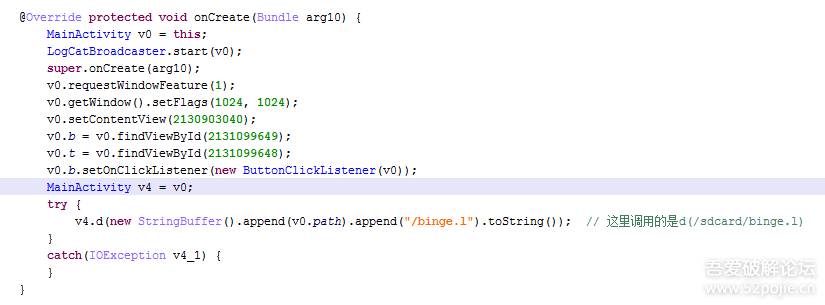 @Override protected void onCreate(Bundle arg10) {
    MainActivity v0 = this;
    LogCatBroadcaster.start(v0);
    super.onCreate(arg10);
    v0.requestWindowFeature(1);
    v0.getWindow().setFlags(1024, 1024);
    v0.setContentView(2130903040);
    v0.b = v0.findViewById(2131099649);
    v0.t = v0.findViewById(2131099648);
    v0.b.setOnClickListener(new ButtonClickListener(v0));
    MainActivity v4 = v0;
    try {
        v4.d(new StringBuffer().append(v0.path).append("/binge.l").toString());  // 这里调用的是d(/sdcard/binge.l)
    }
    catch(IOException v4_1) {
    }
}
吾爱破解论坛
www.52pojie.cn